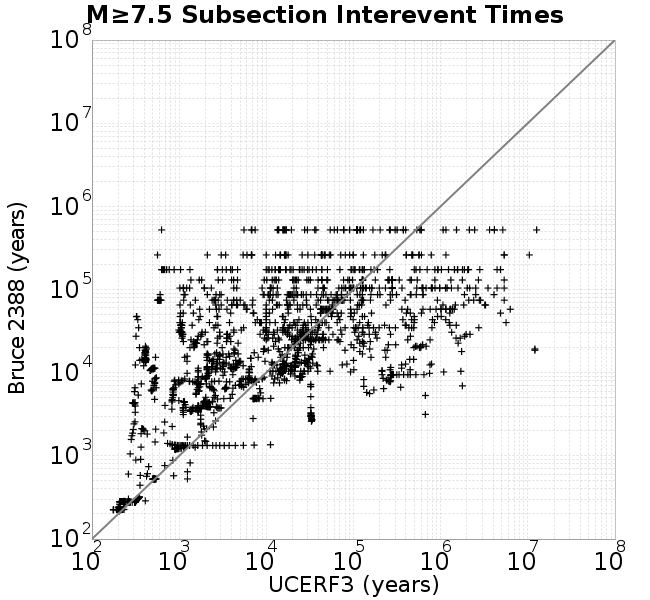 M≥7.5 Subsection Interevent Times
10^8
10^7
10^6
10^5
10^4
10^3
10^2
Bruce 2388 (years)
10^2 10^3 10^4 10^5 10^6 10^7 10^8
UCERF3 (years)